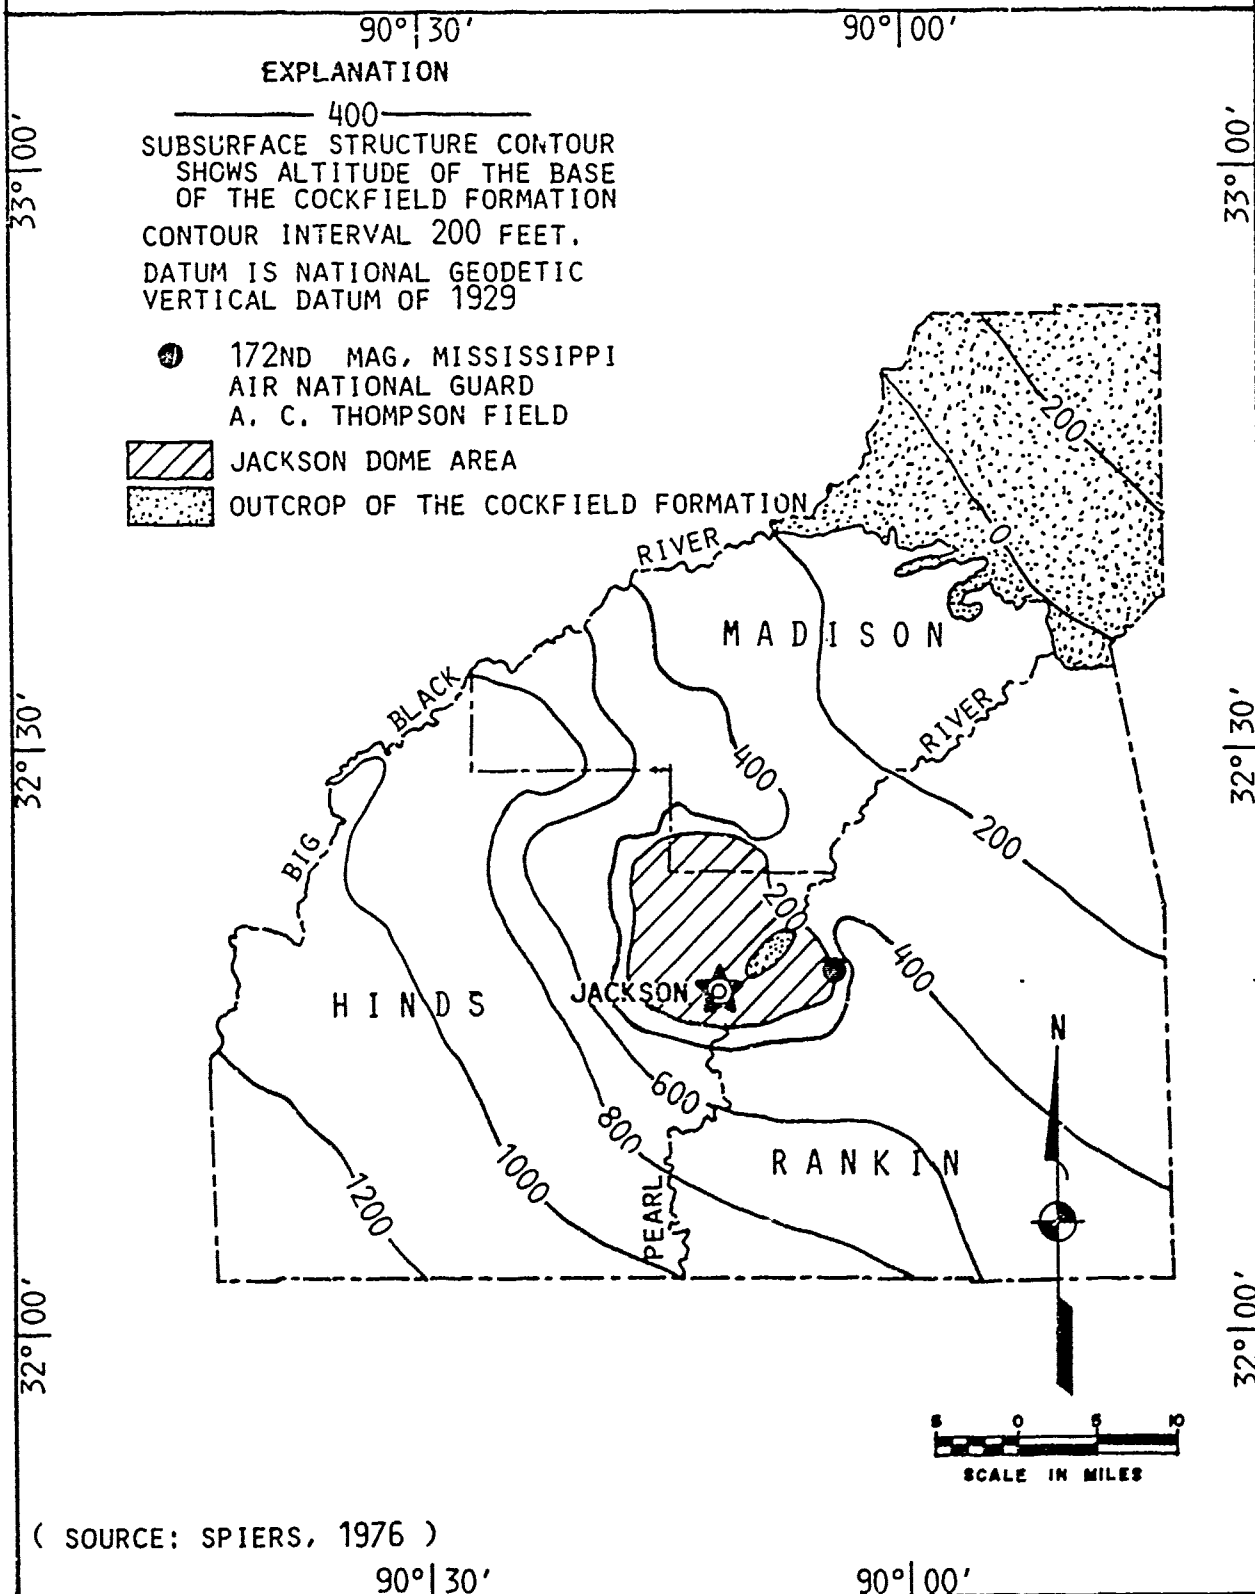 90°30'
90°00'
EXPLANATION
400
SUBSURFACE STRUCTURE CONTOUR
SHOWS ALTITUDE OF THE BASE
OF THE COCKFIELD FORMATION
CONTOUR INTERVAL 200 FEET.
DATUM IS NATIONAL GEODETIC
VERTICAL DATUM OF 1929
172ND MAG, MISSISSIPPI
AIR NATIONAL GUARD
A. C. THOMPSON FIELD
JACKSON DOME AREA
OUTCROP OF THE COCKFIELD FORMATION
33°00'
33°00'
200
0
RIVER
MADISON
BLACK
RIVER
32°30'
32°30'
400
200
BIG
200
400
JACKSON
HINDS
N
600
800
RANKIN
1000
1200
PEARL
32°00'
32°00'
5 0 5 10
SCALE IN MILES
( SOURCE: SPIERS, 1976 )
90°30'
90°00'